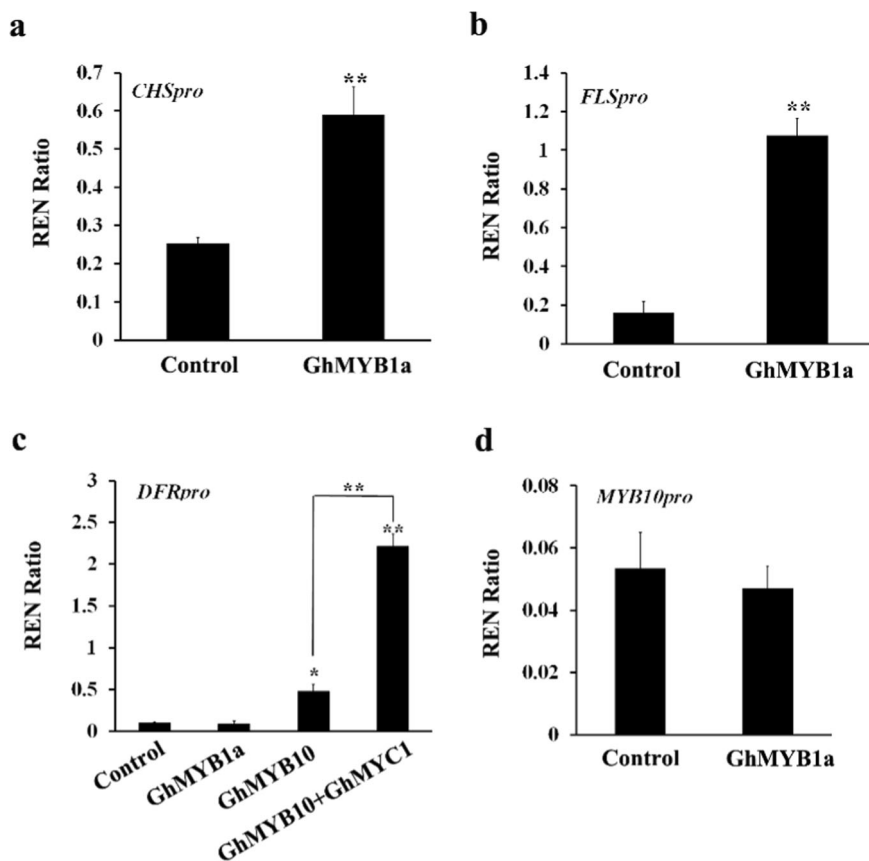 a
CHSpro
REN Ratio
0.7
0.6
0.5
0.4
0.3
0.2
0.1
0
**
Control GhMYB1a
b
FLSpro
REN Ratio
1.4
1.2
1
0.8
0.6
0.4
0.2
0
**
Control GhMYB1a
c
DFRpro
REN Ratio
3
2.5
2
1.5
1
0.5
0
**
**
*
Control
GhMYB1a
GhMYB10
GhMYB10+GhMYC1
d
MYB10pro
REN Ratio
0.08
0.06
0.04
0.02
0
Control GhMYB1a